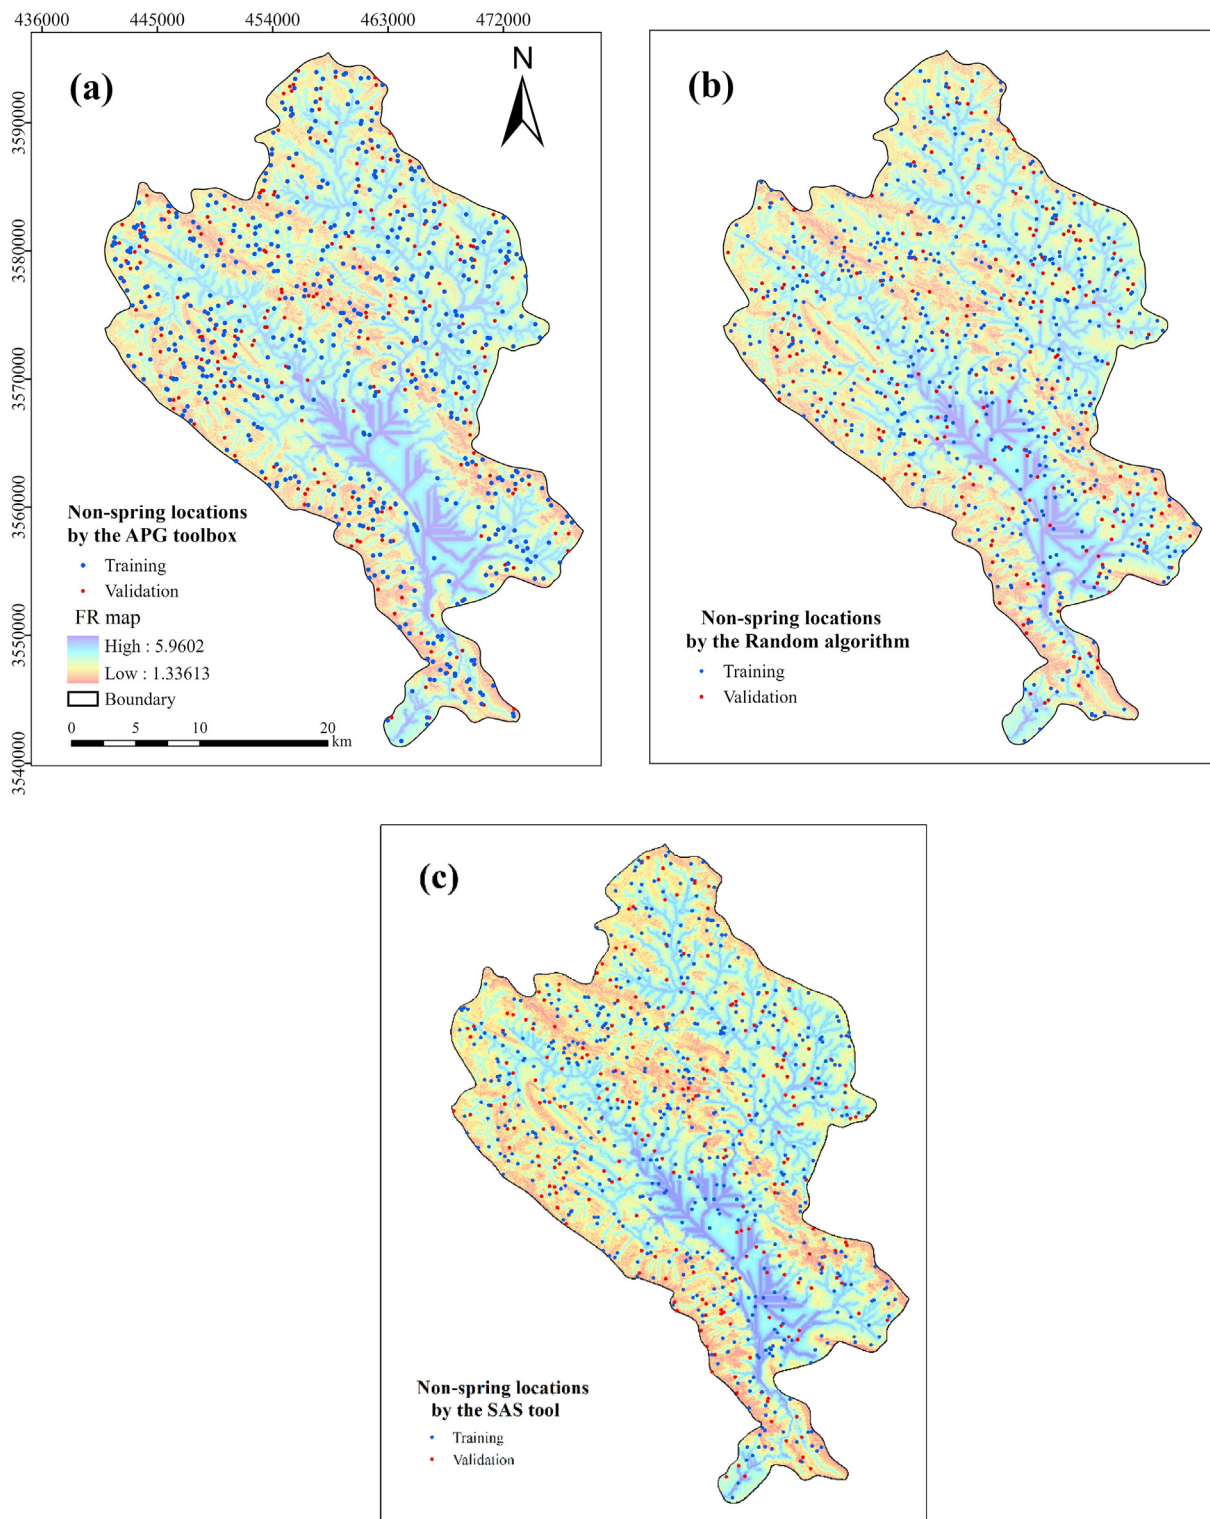 436000 445000 454000 463000 472000
(a)
N
3590000
3580000
3570000
3560000
3550000
3540000
Non-spring locations
by the APG toolbox
Training
Validation
FR map
High : 5.9602
Low : 1.33613
Boundary
0 5 10 20
km
(b)
Non-spring locations
by the Random algorithm
Training
Validation
(c)
Non-spring locations
by the SAS tool
Training
Validation